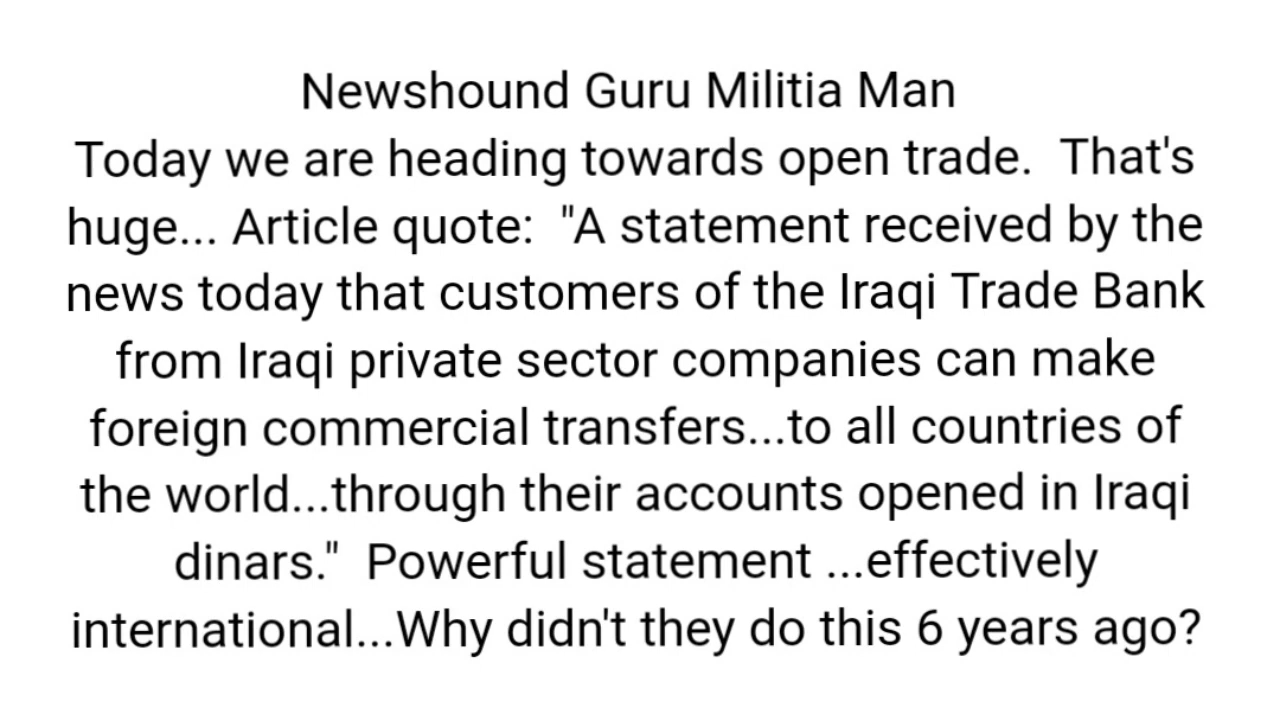 Newshound Guru Militia Man
Today we are heading towards open trade.  That's
huge... Article quote:  "A statement received by the
news today that customers of the Iraqi Trade Bank
from Iraqi private sector companies can make
foreign commercial transfers...to all countries of
the world...through their accounts opened in Iraqi
dinars."  Powerful statement ...effectively
international...Why didn't they do this 6 years ago?